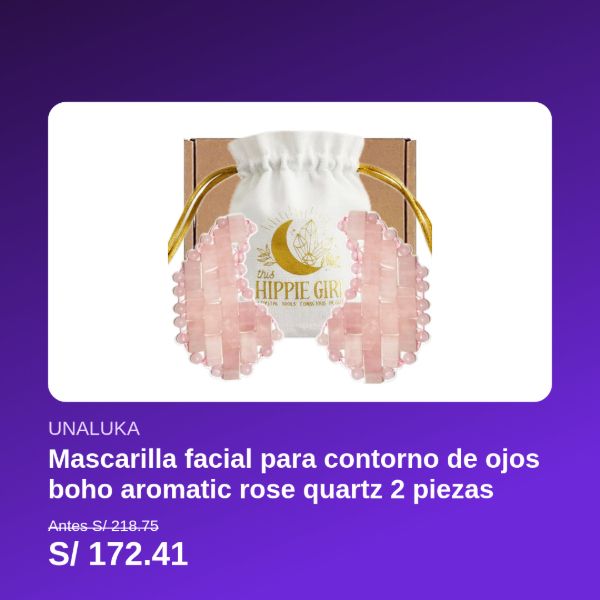 this
HIPPIE GIRL
UNALUKA
Mascarilla facial para contorno de ojos
boho aromatic rose quartz 2 piezas
Antes S/ 218.75
S/ 172.41